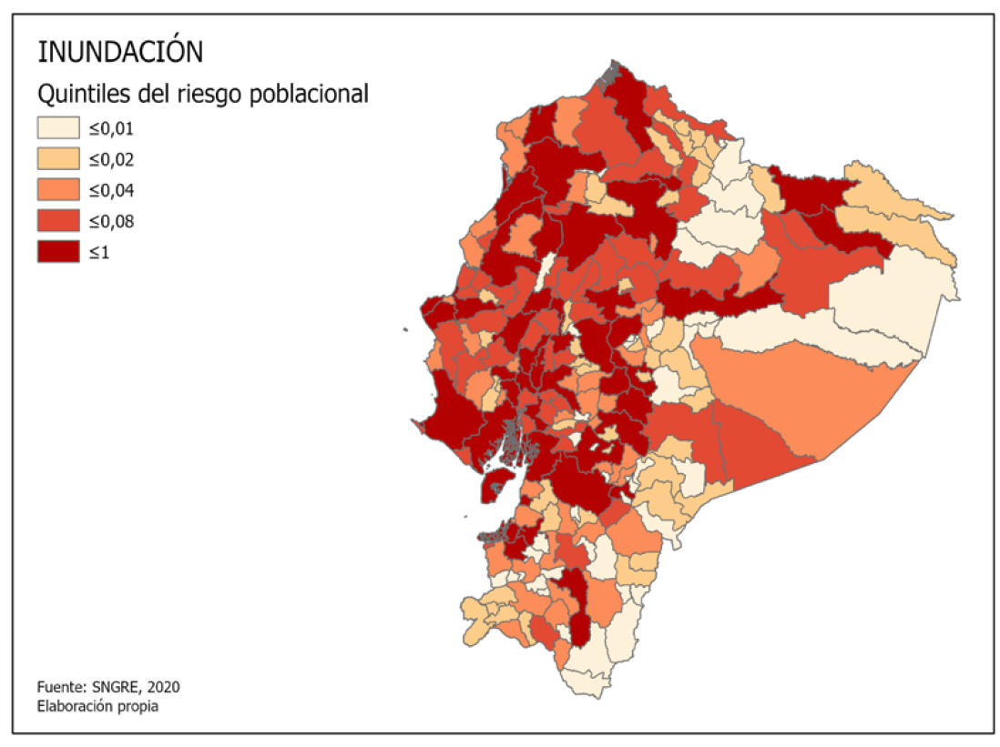 INUNDACIÓN
Quintiles del riesgo poblacional
≤0,01
≤0,02
≤0,04
≤0,08
≤1
Fuente: SNGRE, 2020
Elaboración propia